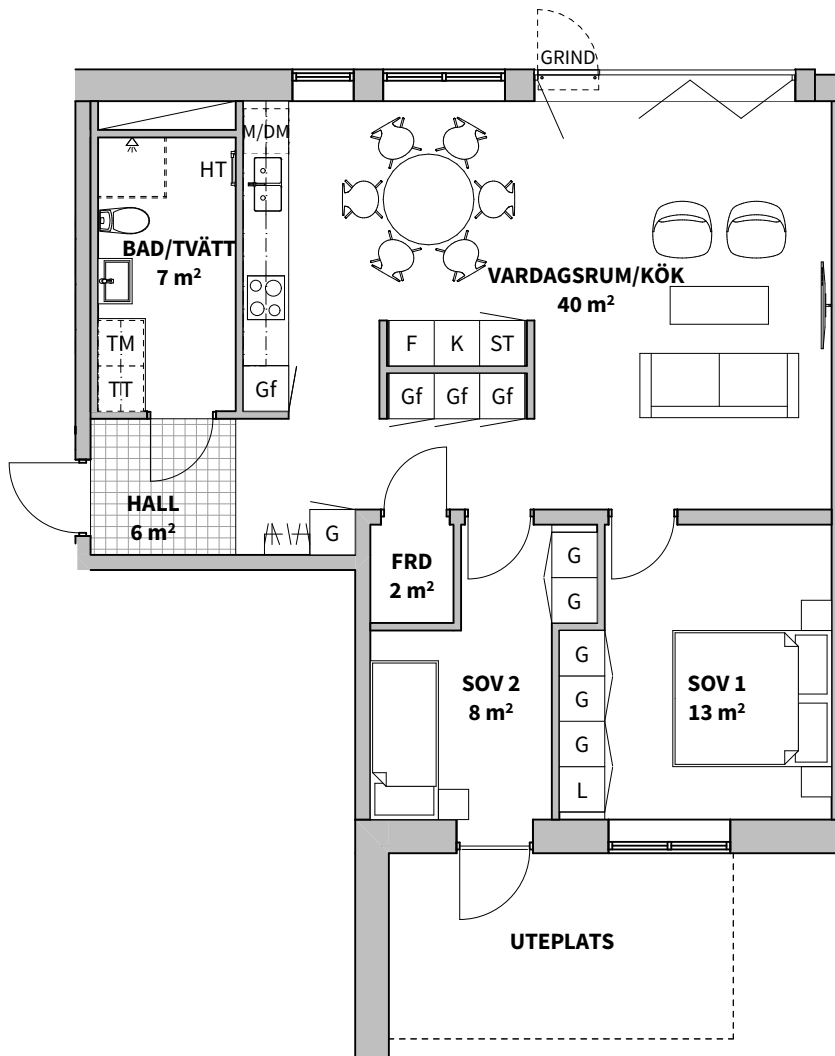 GRIND
M/DM
HT
BAD/TVÄTT
7 m²
VARDAGSRUM/KÖK
40 m²
TM
TT
F
K
ST
Gf
Gf
Gf
Gf
HALL
6 m²
G
FRD
2 m²
G
G
G
G
G
L
SOV 2
8 m²
SOV 1
13 m²
UTEPLATS